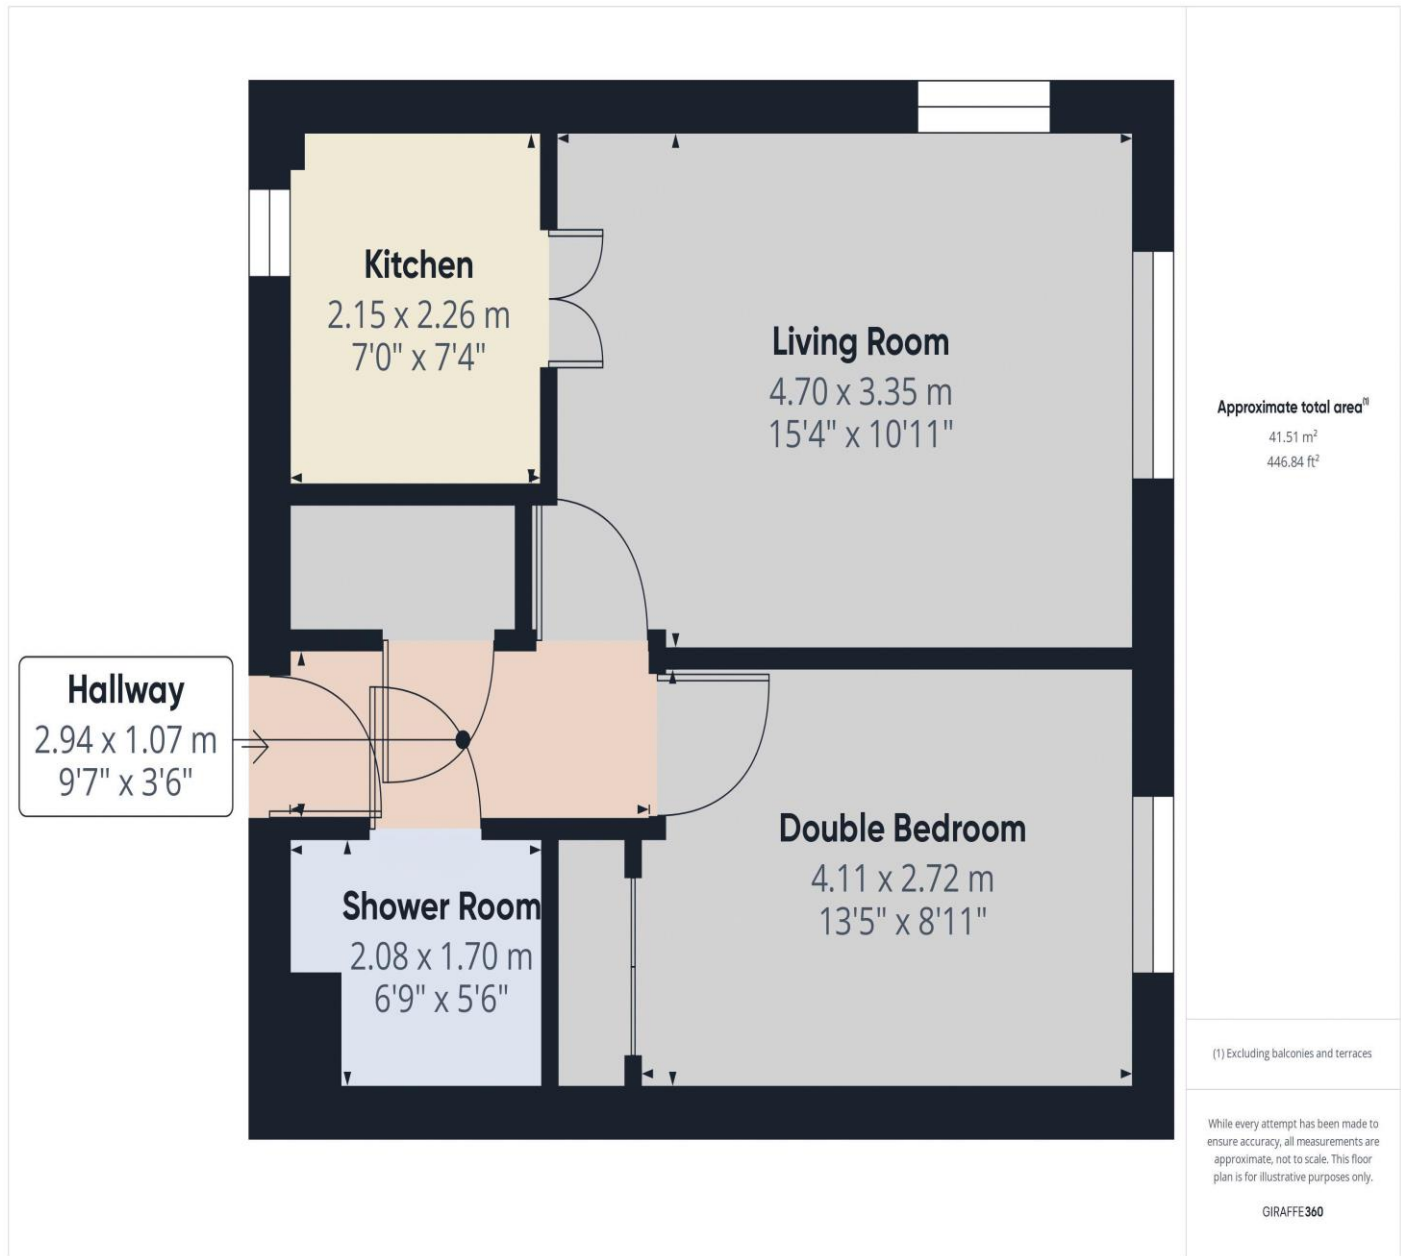 Kitchen
2.15 x 2.26 m
7'0" x 7'4"
Living Room
4.70 x 3.35 m
15'4" x 10'11"
Hallway
2.94 x 1.07 m
9'7" x 3'6"
Double Bedroom
4.11 x 2.72 m
13'5" x 8'11"
Shower Room
2.08 x 1.70 m
6'9" x 5'6"
Approximate total area(1)
41.51 m²
446.84 ft²
(1) Excluding balconies and terraces
While every attempt has been made to
ensure accuracy, all measurements are
approximate, not to scale. This floor
plan is for illustrative purposes only.
GIRAFFE360